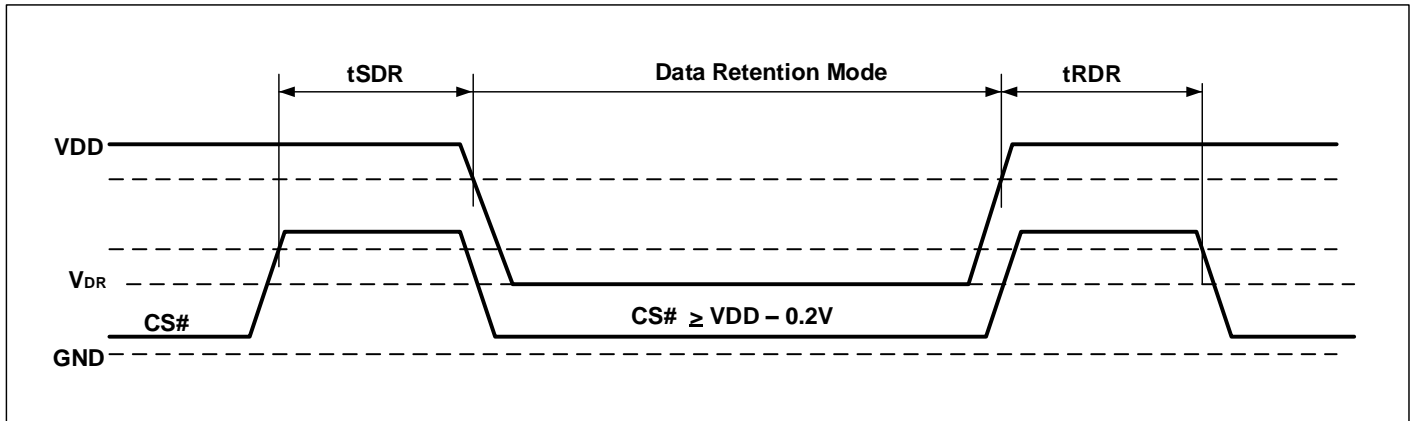 tSDR
Data Retention Mode
tRDR
VDD
VDR
CS# ≥ VDD – 0.2V
CS#
GND